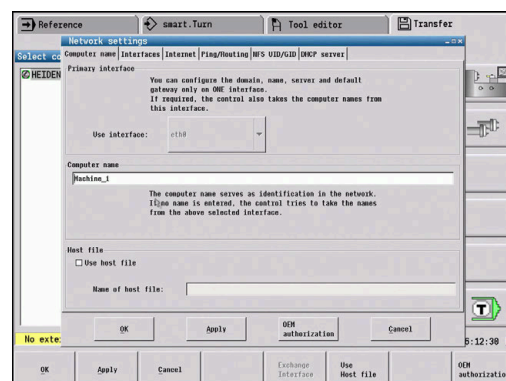 Reference
smart.Turn
Tool editor
Transfer
Network settings
Select co
Computer name Interfaces Internet Ping/Routing NFS UID/GID DHCP server
HEIDEN
Primary interface
You can configure the domain, name, server and default
gateway only on ONE interface.
If required, the control also takes the computer names from
this interface.
Use interface:
eth0
Computer name
Machine_1
The computer name serves as identification in the network.
If no name is entered, the control tries to take the names
from the above selected interface.
Host file
Use host file
Name of host file:
T
OK
Apply
OEM
authorization
Cancel
No exte
5:12:30
OK
Apply
Cancel
Exchange
Interface
Use
Host file
OEM
authorizatio